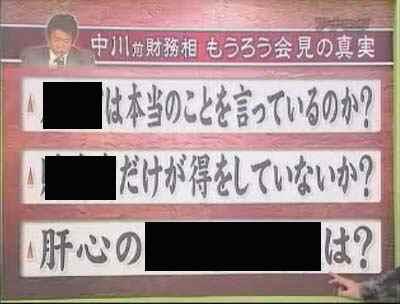 中川前財務相 もうろう会見の真実
は本当のことを言っているのか?
だけが得をしていないか?
肝心の は?